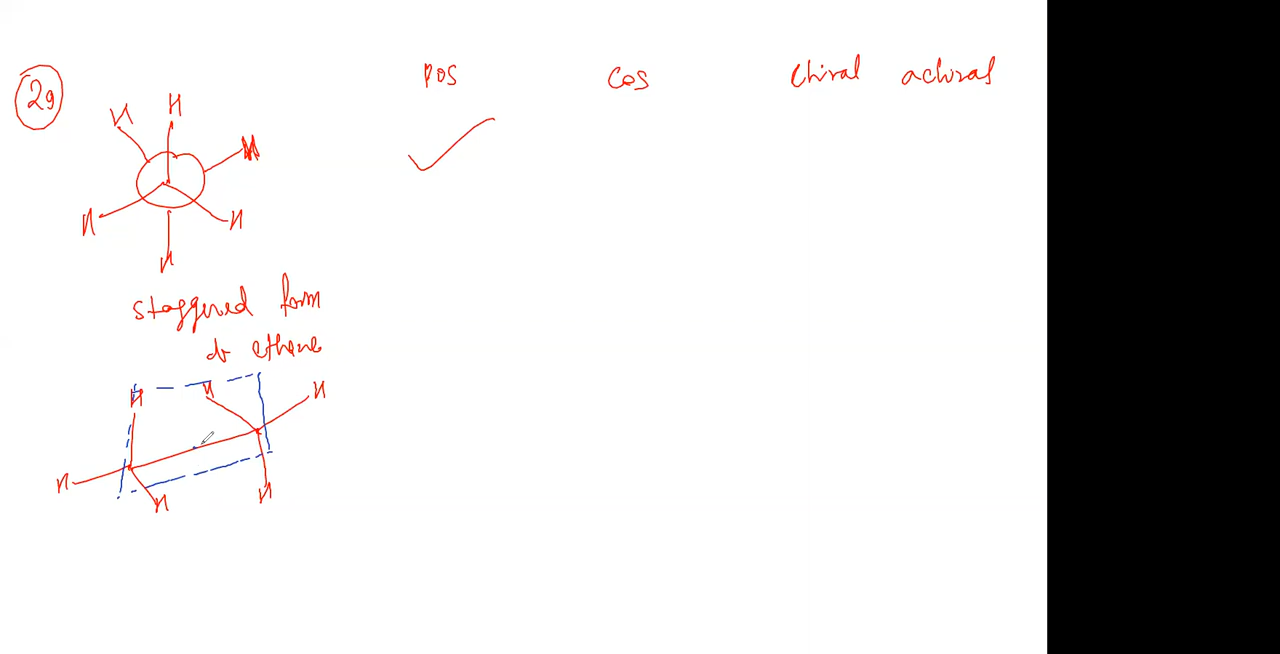 29
POS COS Chiral achiral
H H
H
H H
H
staggered form
of ethane
H H H
H H H